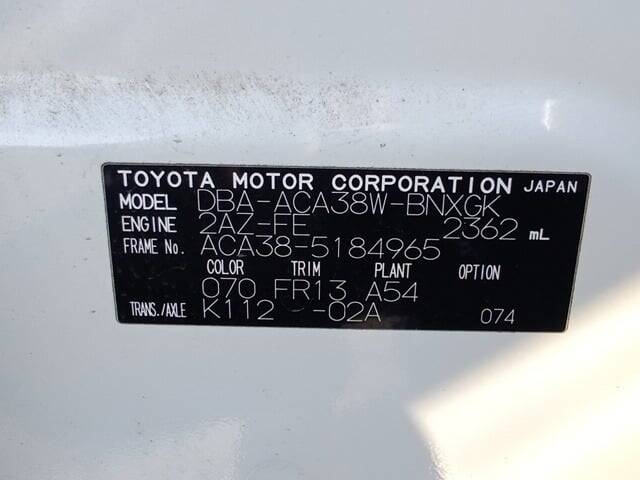 TOYOTA MOTOR CORPORATION JAPAN
MODEL DBA-ACA38W-BNXGK
ENGINE 2AZ-FE 2362 mL
FRAME No. ACA38-5184965
COLOR TRIM PLANT OPTION
070 FR13 A54
TRANS./AXLE K112 -02A 074